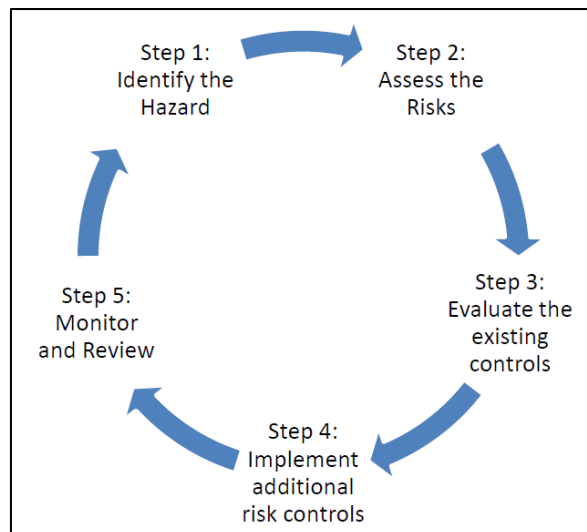 Step 1:
Identify the
Hazard
Step 2:
Assess the
Risks
Step 3:
Evaluate the
existing
controls
Step 4:
Implement
additional
risk controls
Step 5:
Monitor
and Review